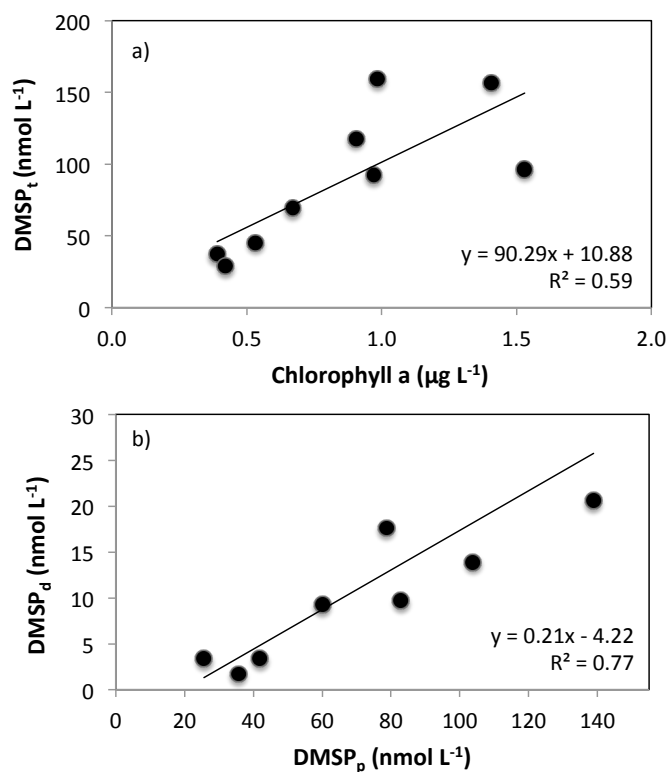 a)
DMSPₜ (nmol L⁻¹)
200
150
100
50
0
y = 90.29x + 10.88
R² = 0.59
0.0 0.5 1.0 1.5 2.0
Chlorophyll a (µg L⁻¹)
b)
DMSP_d (nmol L⁻¹)
30
25
20
15
10
5
0
y = 0.21x - 4.22
R² = 0.77
0 20 40 60 80 100 120 140
DMSPₚ (nmol L⁻¹)